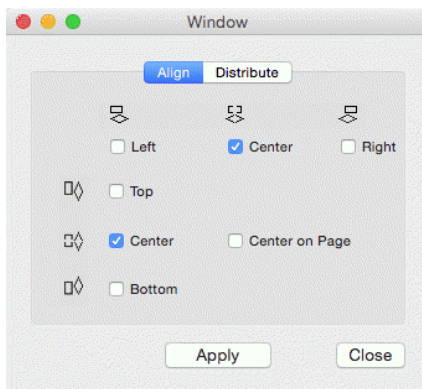 Window
Align Distribute
Left Center Right
Top
Center Center on Page
Bottom
Apply Close